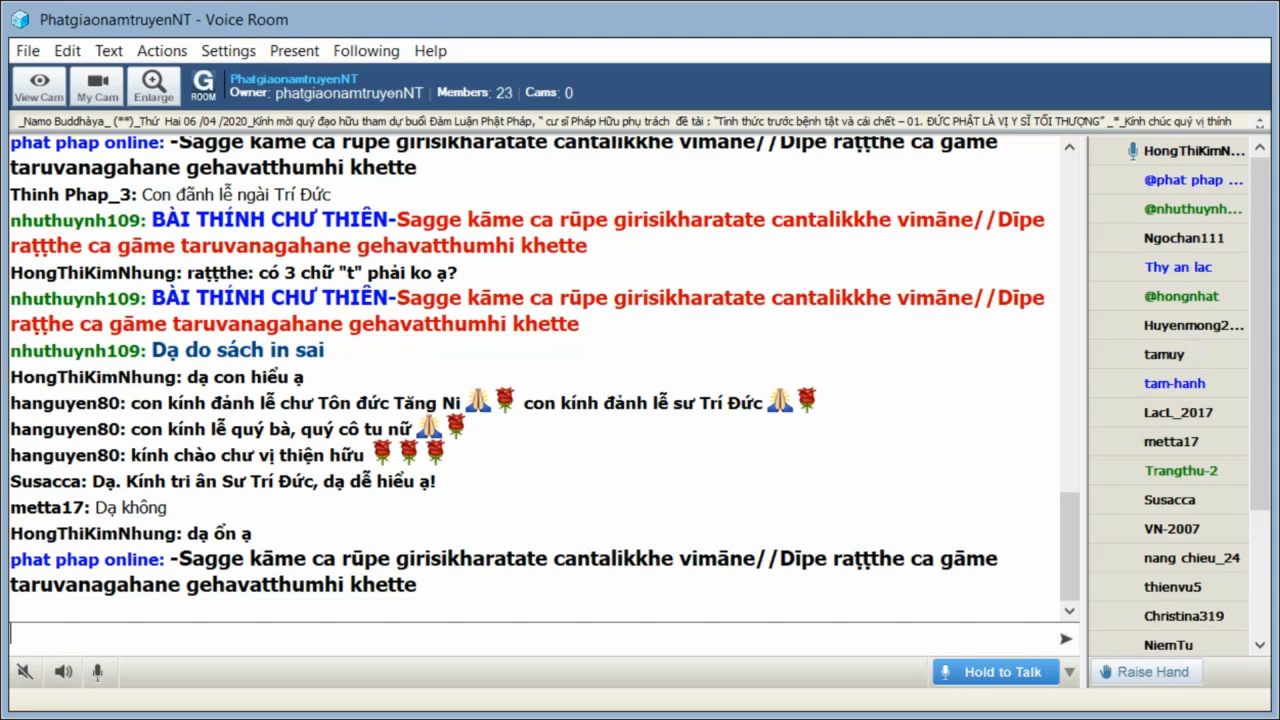 PhatgiaonamtruyenNT - Voice Room
File Edit Text Actions Settings Present Following Help
View Cam My Cam Enlarge G ROOM PhatgiaonamtruyenNT
Owner: phatgiaonamtruyenNT Members: 23 Cams: 0
_Namo Buddhàya_ (**)_Thứ Hai 06 /04 /2020_Kính mời quý đạo hữu tham dự buổi Đàm Luận Phật Pháp, " cư sĩ Pháp Hữu phụ trách đề tài : "Tỉnh thức trước bệnh tật và cái chết – 01. ĐỨC PHẬT LÀ VỊ Y SĨ TỐI THƯỢNG" _*_Kính chúc quý vị thính
phat phap online: -Sagge kāme ca rūpe girisikharatate cantalikkhe vimāne//Dīpe raṭṭthe ca gāme
taruvanagahane gehavatthumhi khette
Thinh Phap_3: Con đãnh lễ ngài Trí Đức
nhuthuynh109: BÀI THÍNH CHƯ THIÊN-Sagge kāme ca rūpe girisikharatate cantalikkhe vimāne//Dīpe
raṭṭthe ca gāme taruvanagahane gehavatthumhi khette
HongThiKimNhung: raṭṭthe: có 3 chữ "t" phải ko ạ?
nhuthuynh109: BÀI THÍNH CHƯ THIÊN-Sagge kāme ca rūpe girisikharatate cantalikkhe vimāne//Dīpe
raṭṭhe ca gāme taruvanagahane gehavatthumhi khette
nhuthuynh109: Dạ do sách in sai
HongThiKimNhung: dạ con hiểu ạ
hanguyen80: con kính đảnh lễ chư Tôn đức Tăng Ni con kính đảnh lễ sư Trí Đức
hanguyen80: con kính lễ quý bà, quý cô tu nữ
hanguyen80: kính chào chư vị thiện hữu
Susacca: Dạ. Kính tri ân Sư Trí Đức, dạ dễ hiểu ạ!
metta17: Dạ không
HongThiKimNhung: dạ ổn ạ
phat phap online: -Sagge kāme ca rūpe girisikharatate cantalikkhe vimāne//Dīpe raṭṭthe ca gāme
taruvanagahane gehavatthumhi khette
HongThiKimN...
@phat phap ...
@nhuthuynh...
Ngochan111
Thy an lac
@hongnhat
Huyenmong2...
tamuy
tam-hanh
LacL_2017
metta17
Trangthu-2
Susacca
VN-2007
nang chieu_24
thienvu5
Christina319
NiemTu
Hold to Talk
Raise Hand